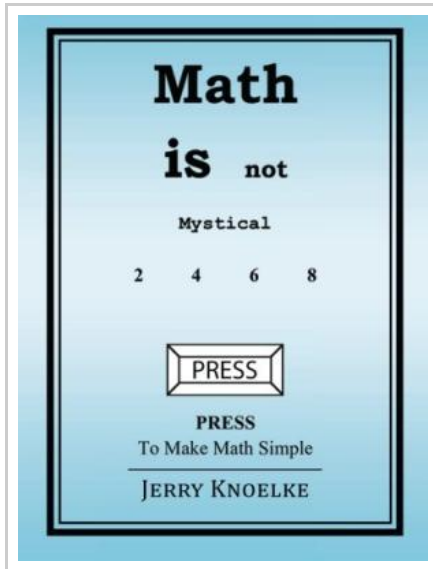 Math
is not
Mystical
2 4 6 8
PRESS
PRESS
To Make Math Simple
JERRY KNOELKE